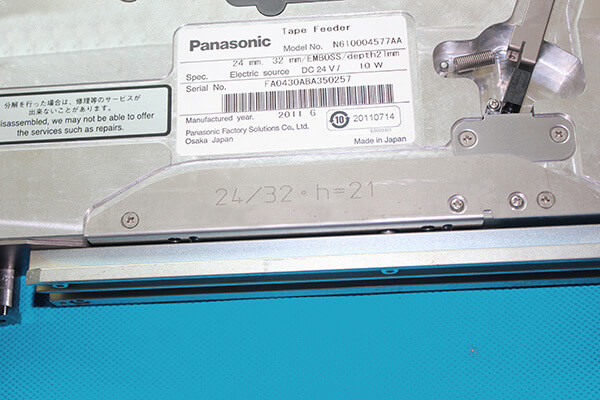 Tape Feeder
Panasonic Model No. N610004577AA
24 mm, 32 mm/EMBOSS/depth21mm
Spec. Electric source DC 24 V / 10 W
Serial No. FA0430ABA350257
Manufactured year. 2011 6
Panasonic Factory Solutions Co., Ltd.
Osaka Japan
10 20110714
Made in Japan
分解を行った場合は、修理等のサービスが
出来ないことがあります。
isassembled, we may not be able to offer
the services such as repairs.
24/32・h=21